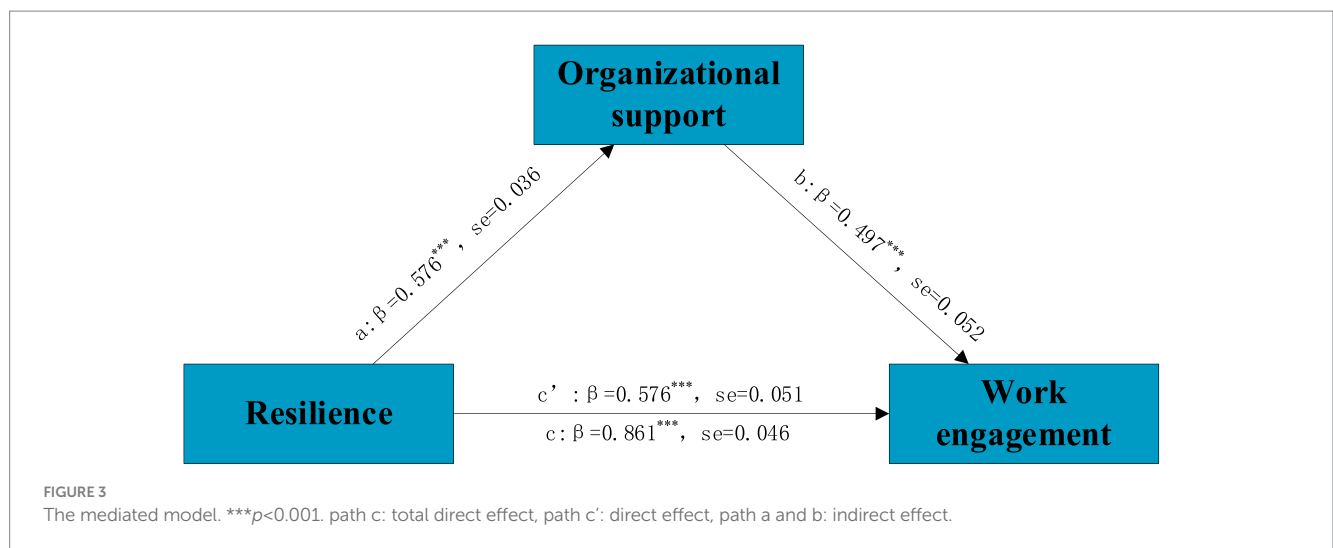 Organizational
support
a:β=0.576***, se=0.036
b:β=0.497***, se=0.052
Resilience
c’:β=0.576***, se=0.051
c:β=0.861***, se=0.046
Work
engagement
FIGURE 3
The mediated model. ***p<0.001. path c: total direct effect, path c′: direct effect, path a and b: indirect effect.